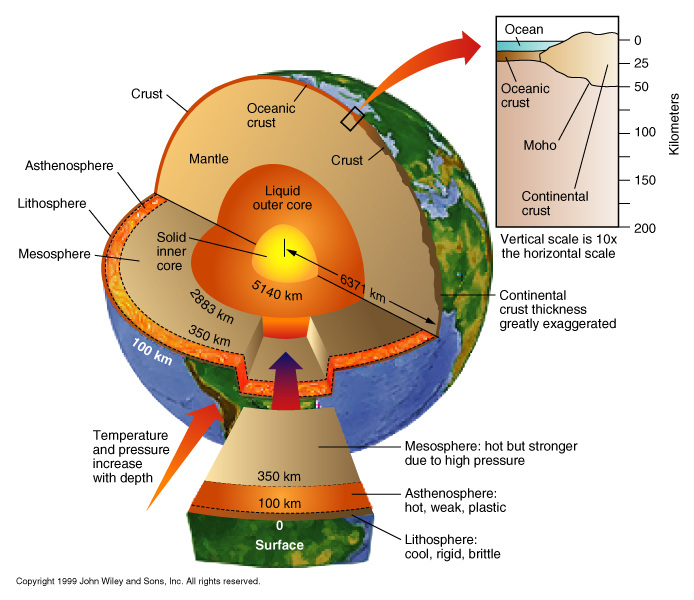 Crust
Oceanic
crust
Mantle
Crust
Asthenosphere
Lithosphere
Mesosphere
Liquid
outer core
Solid
inner
core
5140 km
6371 km
2883 km
350 km
100 km
Temperature
and pressure
increase
with depth
350 km
100 km
0
Surface
Mesosphere: hot but stronger
due to high pressure
Asthenosphere:
hot, weak, plastic
Lithosphere:
cool, rigid, brittle
Continental
crust thickness
greatly exaggerated
Ocean
Oceanic
crust
Moho
Continental
crust
0
25
50
100
150
200
Kilometers
Vertical scale is 10x
the horizontal scale
Copyright 1999 John Wiley and Sons, Inc. All rights reserved.